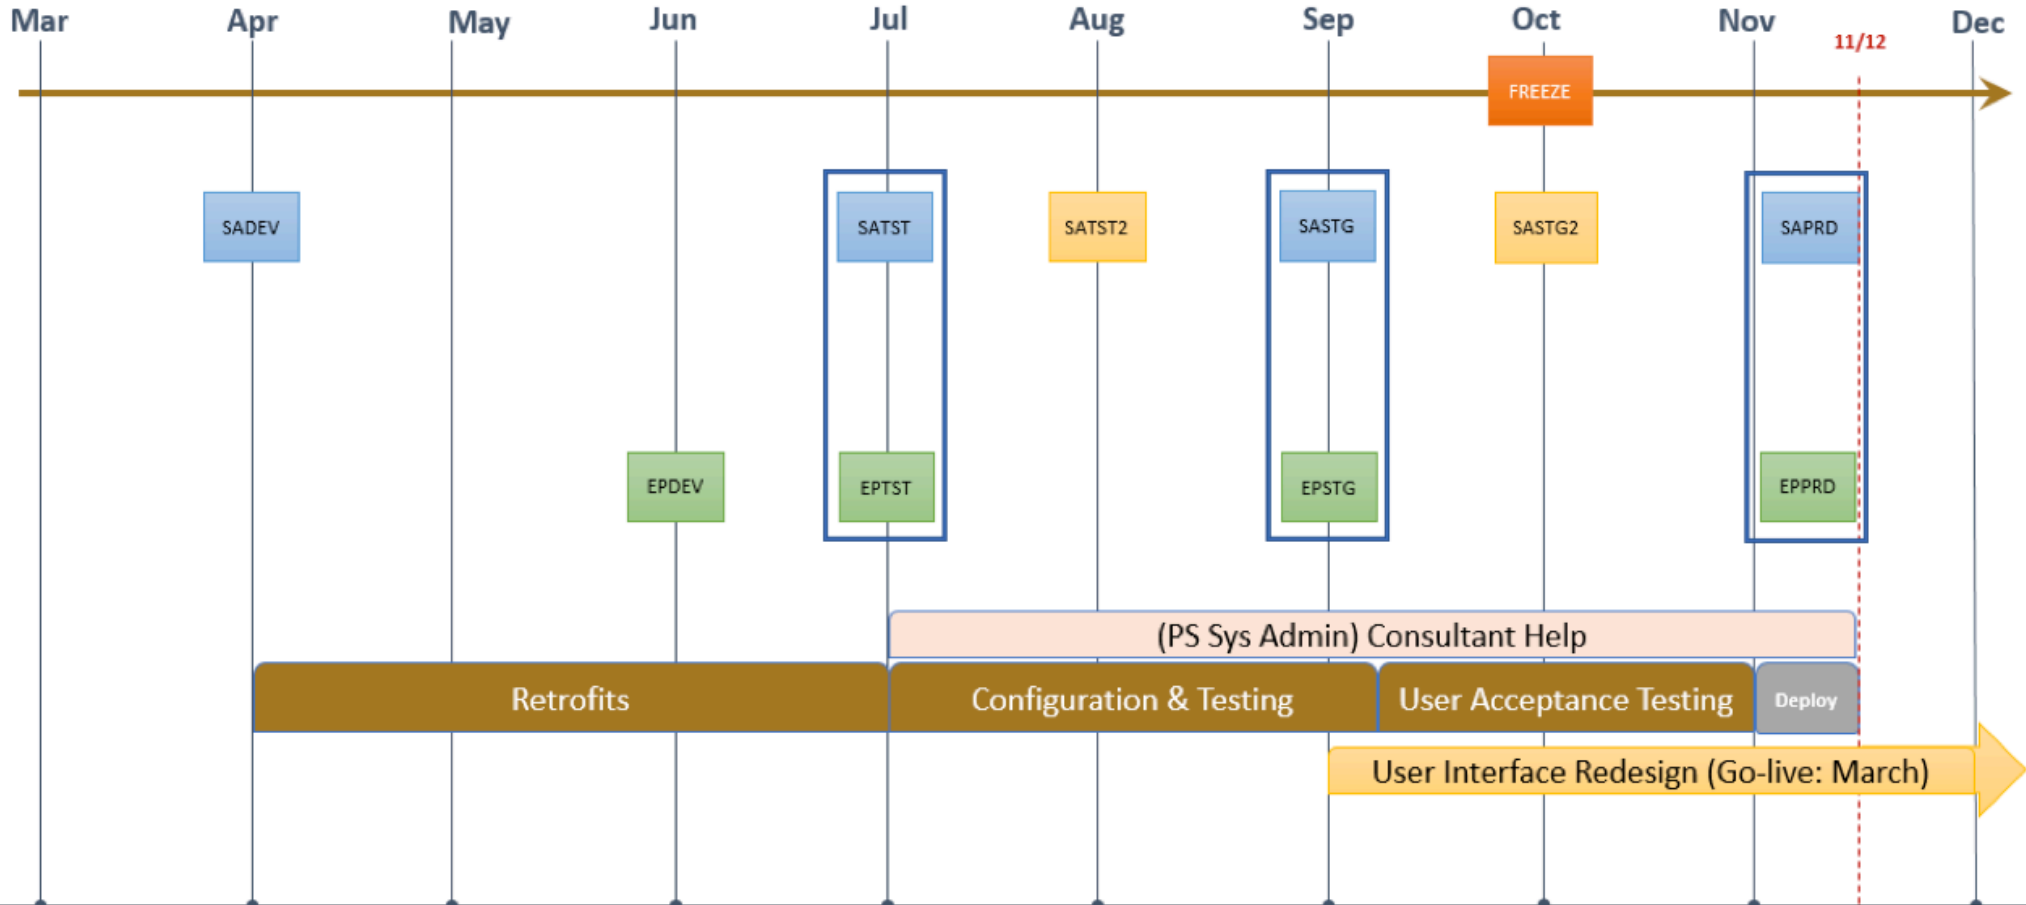 Mar Apr May Jun Jul Aug Sep Oct Nov Dec
11/12
FREEZE
SADEV SATST SATST2 SASTG SASTG2 SAPRD
EPDEV EPTST EPSTG EPPRD
(PS Sys Admin) Consultant Help
Retrofits Configuration & Testing User Acceptance Testing Deploy
User Interface Redesign (Go-live: March)